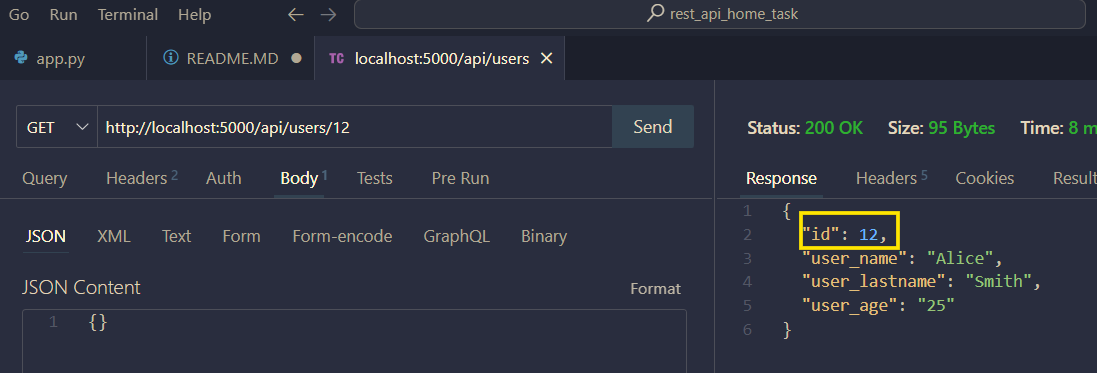 Go Run Terminal Help rest_api_home_task
app.py README.MD TC localhost:5000/api/users
GET http://localhost:5000/api/users/12 Send
Query Headers 2 Auth Body 1 Tests Pre Run
JSON XML Text Form Form-encode GraphQL Binary
JSON Content Format
1 {}
Status: 200 OK Size: 95 Bytes Time: 8 m
Response Headers 5 Cookies Result
1 {
2 "id": 12,
3 "user_name": "Alice",
4 "user_lastname": "Smith",
5 "user_age": "25"
6 }